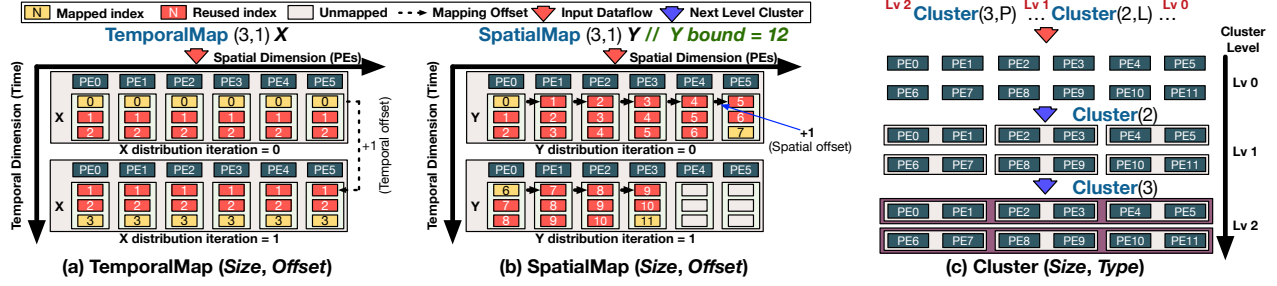 N Mapped index N Reused index Unmapped Mapping Offset Input Dataflow Next Level Cluster
TemporalMap (3,1) X
Spatial Dimension (PEs)
Temporal Dimension (Time)
PE0 PE1 PE2 PE3 PE4 PE5
X
0 0 0 0 0 0
1 1 1 1 1 1
2 2 2 2 2 2
X distribution iteration = 0
+1
(Temporal offset)
PE0 PE1 PE2 PE3 PE4 PE5
X
1 1 1 1 1 1
2 2 2 2 2 2
3 3 3 3 3 3
X distribution iteration = 1
(a) TemporalMap (Size, Offset)
SpatialMap (3,1) Y // Y bound = 12
Spatial Dimension (PEs)
Temporal Dimension (Time)
PE0 PE1 PE2 PE3 PE4 PE5
Y
0 1 2 3 4 5
1 2 3 4 5 6
2 3 4 5 6 7
Y distribution iteration = 0
+1
(Spatial offset)
PE0 PE1 PE2 PE3 PE4 PE5
Y
6 7 8 9
7 8 9 10
8 9 10 11
Y distribution iteration = 1
(b) SpatialMap (Size, Offset)
Lv 2 Lv 1 Lv 0
Cluster(3,P) ... Cluster(2,L) ...
Cluster
Level
PE0 PE1 PE2 PE3 PE4 PE5
Lv 0
PE6 PE7 PE8 PE9 PE10 PE11
Cluster(2)
PE0 PE1 PE2 PE3 PE4 PE5
Lv 1
PE6 PE7 PE8 PE9 PE10 PE11
Cluster(3)
PE0 PE1 PE2 PE3 PE4 PE5
Lv 2
PE6 PE7 PE8 PE9 PE10 PE11
(c) Cluster (Size, Type)